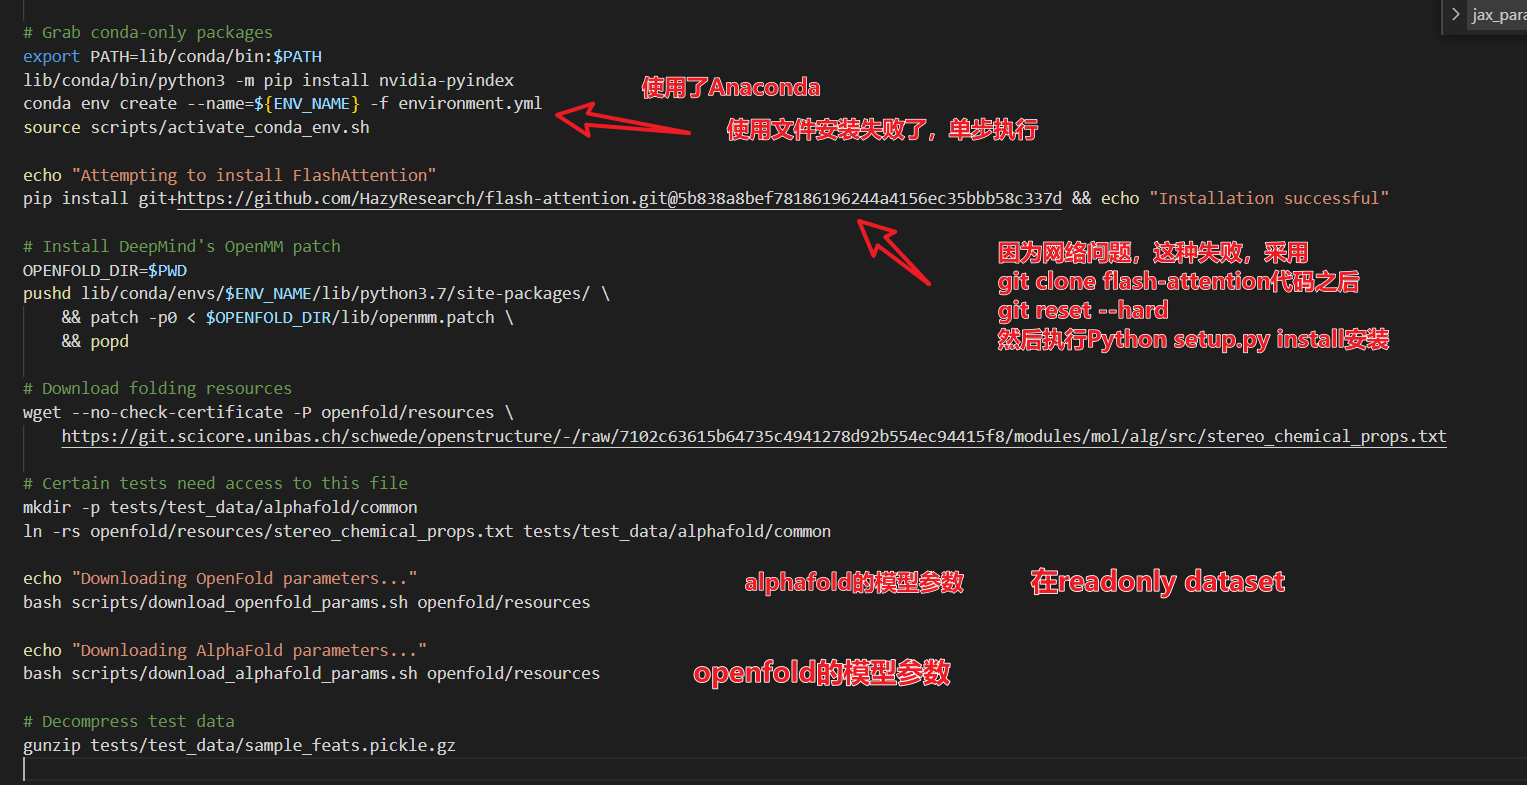 jax_para
# Grab conda-only packages
export PATH=lib/conda/bin:$PATH
lib/conda/bin/python3 -m pip install nvidia-pyindex
使用了Anaconda
conda env create --name=${ENV_NAME} -f environment.yml
source scripts/activate_conda_env.sh
使用文件安装失败了，单步执行
echo "Attempting to install FlashAttention"
pip install git+https://github.com/HazyResearch/flash-attention.git@5b838a8bef78186196244a4156ec35bbb58c337d && echo "Installation successful"
# Install DeepMind's OpenMM patch
OPENFOLD_DIR=$PWD
pushd lib/conda/envs/$ENV_NAME/lib/python3.7/site-packages/ \
&& patch -p0 < $OPENFOLD_DIR/lib/openmm.patch \
&& popd
因为网络问题，这种失败，采用
git clone flash-attention代码之后
git reset --hard
然后执行Python setup.py install安装
# Download folding resources
wget --no-check-certificate -P openfold/resources \
https://git.scicore.unibas.ch/schwede/openstructure/-/raw/7102c63615b64735c4941278d92b554ec94415f8/modules/mol/alg/src/stereo_chemical_props.txt
# Certain tests need access to this file
mkdir -p tests/test_data/alphafold/common
ln -rs openfold/resources/stereo_chemical_props.txt tests/test_data/alphafold/common
echo "Downloading OpenFold parameters..."
bash scripts/download_openfold_params.sh openfold/resources
alphafold的模型参数
在readonly dataset
echo "Downloading AlphaFold parameters..."
bash scripts/download_alphafold_params.sh openfold/resources
openfold的模型参数
# Decompress test data
gunzip tests/test_data/sample_feats.pickle.gz